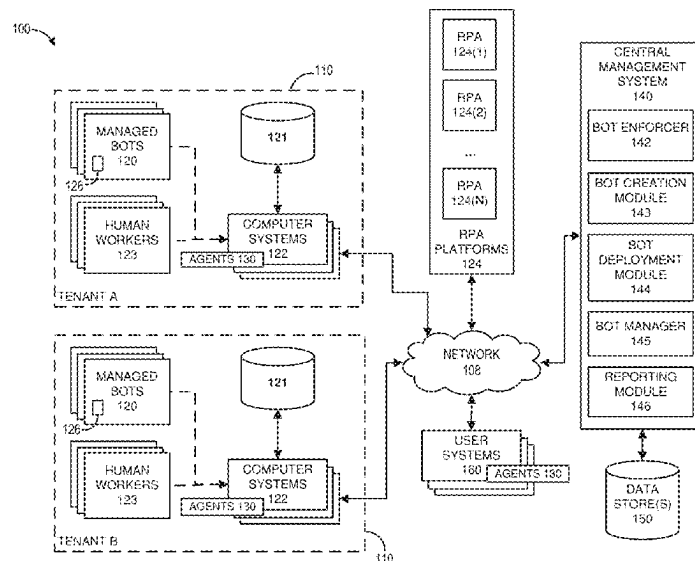 100
110
MANAGED
BOTS
120
126
121
HUMAN
WORKERS
123
COMPUTER
SYSTEMS
122
AGENTS 130
TENANT A
MANAGED
BOTS
120
126
121
HUMAN
WORKERS
123
COMPUTER
SYSTEMS
122
AGENTS 130
TENANT B
110
RPA
124(1)
RPA
124(2)
...
RPA
124(N)
RPA
PLATFORMS
124
NETWORK
108
USER
SYSTEMS
160
AGENTS 130
CENTRAL
MANAGEMENT
SYSTEM
140
BOT ENFORCER
142
BOT CREATION
MODULE
143
BOT
DEPLOYMENT
MODULE
144
BOT MANAGER
145
REPORTING
MODULE
146
DATA
STORE(S)
150